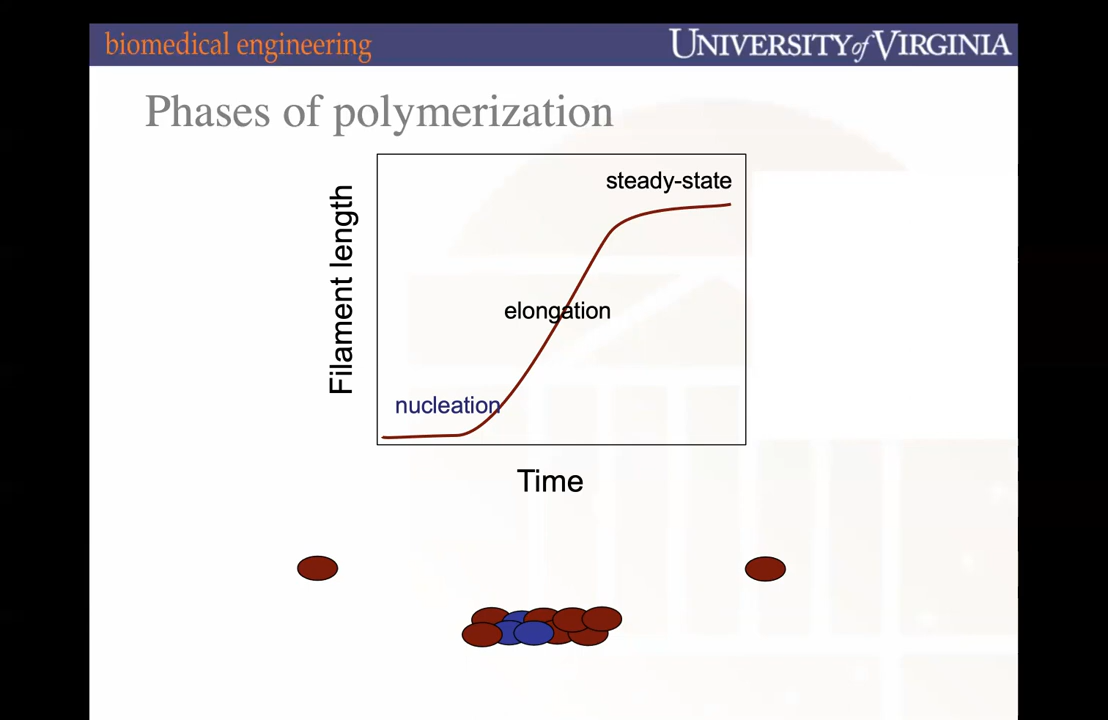 biomedical engineering
UNIVERSITY of VIRGINIA
Phases of polymerization
steady-state
Filament length
elongation
nucleation
Time